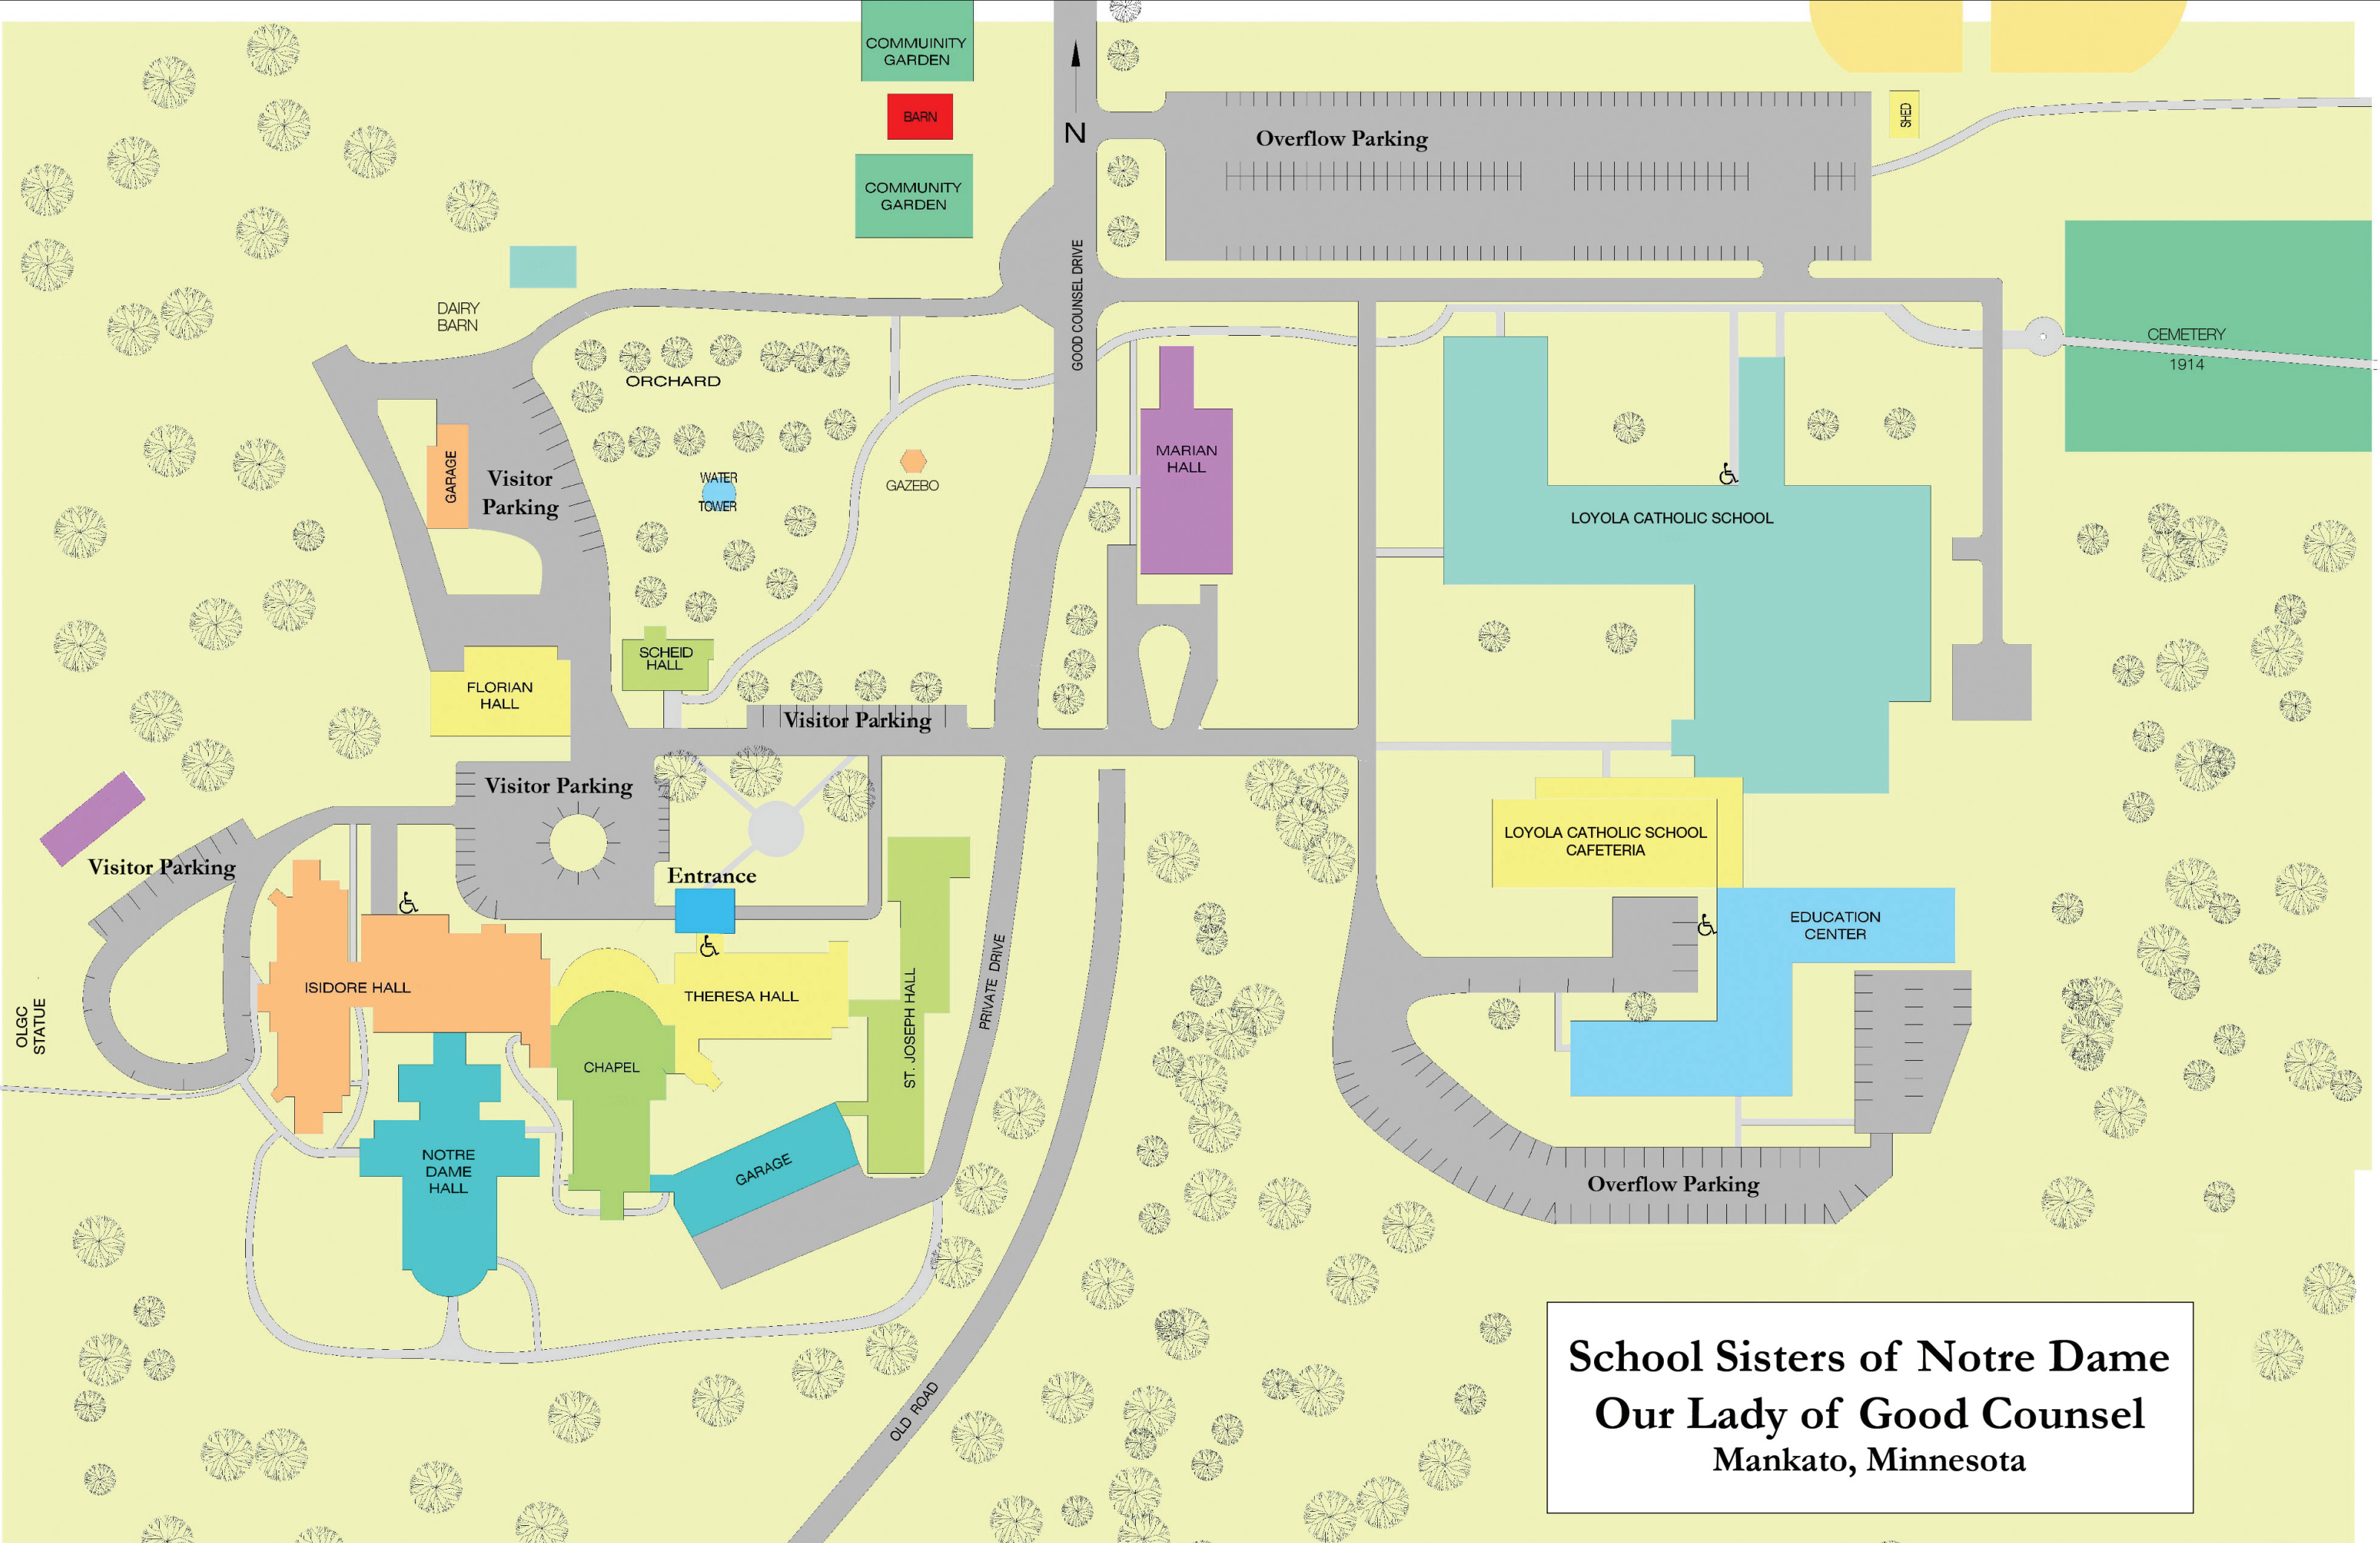 COMMUINITY
GARDEN
BARN
COMMUNITY
GARDEN
N
GOOD COUNSEL DRIVE
Overflow Parking
SHED
CEMETERY
1914
DAIRY
BARN
ORCHARD
GARAGE
Visitor
Parking
WATER
TOWER
GAZEBO
MARIAN
HALL
LOYOLA CATHOLIC SCHOOL
SCHEID
HALL
FLORIAN
HALL
Visitor Parking
Visitor Parking
Visitor Parking
Entrance
LOYOLA CATHOLIC SCHOOL
CAFETERIA
EDUCATION
CENTER
OLGC
STATUE
ISIDORE HALL
THERESA HALL
ST. JOSEPH HALL
PRIVATE DRIVE
CHAPEL
NOTRE
DAME
HALL
GARAGE
Overflow Parking
OLD ROAD
School Sisters of Notre Dame
Our Lady of Good Counsel
Mankato, Minnesota